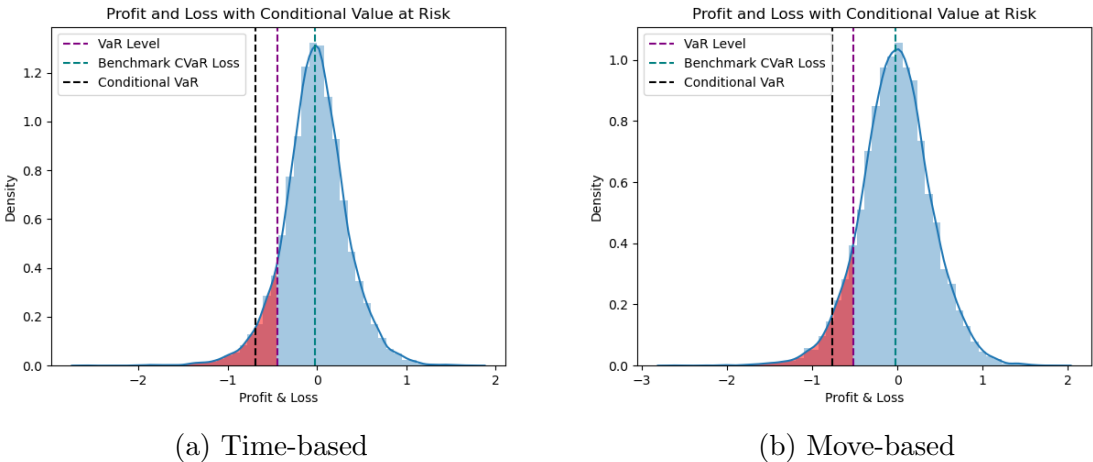 Profit and Loss with Conditional Value at Risk
VaR Level
Benchmark CVaR Loss
Conditional VaR
1.2
1.0
0.8
0.6
0.4
0.2
0.0
Density
−2
−1
0
1
2
Profit & Loss
(a) Time-based
Profit and Loss with Conditional Value at Risk
VaR Level
Benchmark CVaR Loss
Conditional VaR
1.0
0.8
0.6
0.4
0.2
0.0
Density
−3
−2
−1
0
1
2
Profit & Loss
(b) Move-based